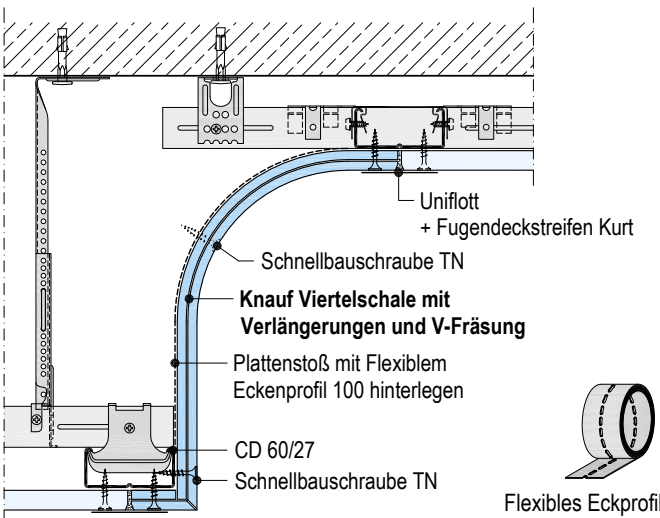 Uniflott
+ Fugendeckstreifen Kurt
Schnellbauschraube TN
Knauf Viertelschale mit
Verlängerungen und V-Fräsung
Plattenstoß mit Flexiblem
Eckenprofil 100 hinterlegen
CD 60/27
Schnellbauschraube TN
Flexibles Eckprofil